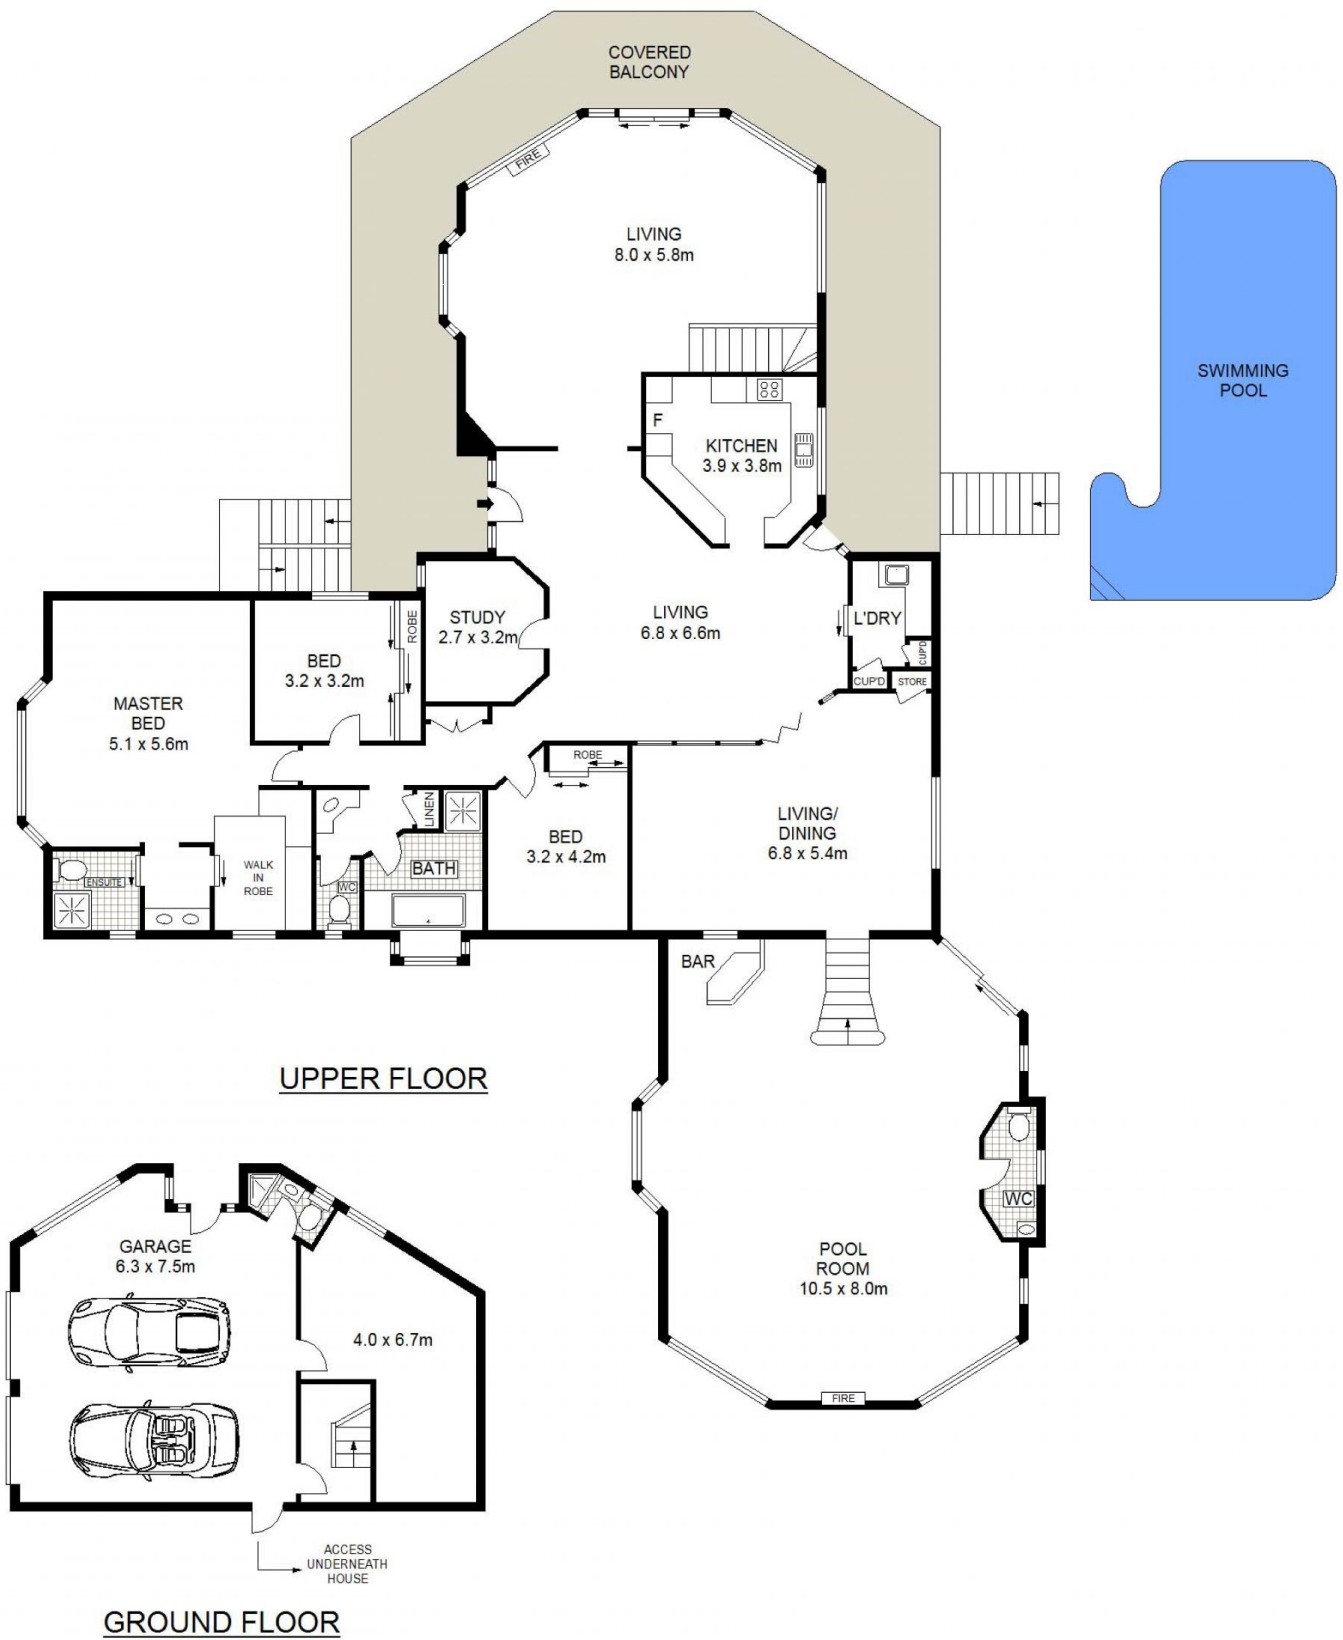 COVERED
BALCONY
FIRE
LIVING
8.0 x 5.8m
SWIMMING
POOL
F
KITCHEN
3.9 x 3.8m
STUDY
2.7 x 3.2m
LIVING
6.8 x 6.6m
L'DRY
CUP'D
CUP'D
STORE
ROBE
BED
3.2 x 3.2m
MASTER
BED
5.1 x 5.6m
ROBE
LINEN
LIVING/
DINING
6.8 x 5.4m
BED
3.2 x 4.2m
BATH
WALK
IN
ROBE
ENSUITE
WC
BAR
UPPER FLOOR
WC
POOL
ROOM
10.5 x 8.0m
FIRE
GARAGE
6.3 x 7.5m
4.0 x 6.7m
ACCESS
UNDERNEATH
HOUSE
GROUND FLOOR